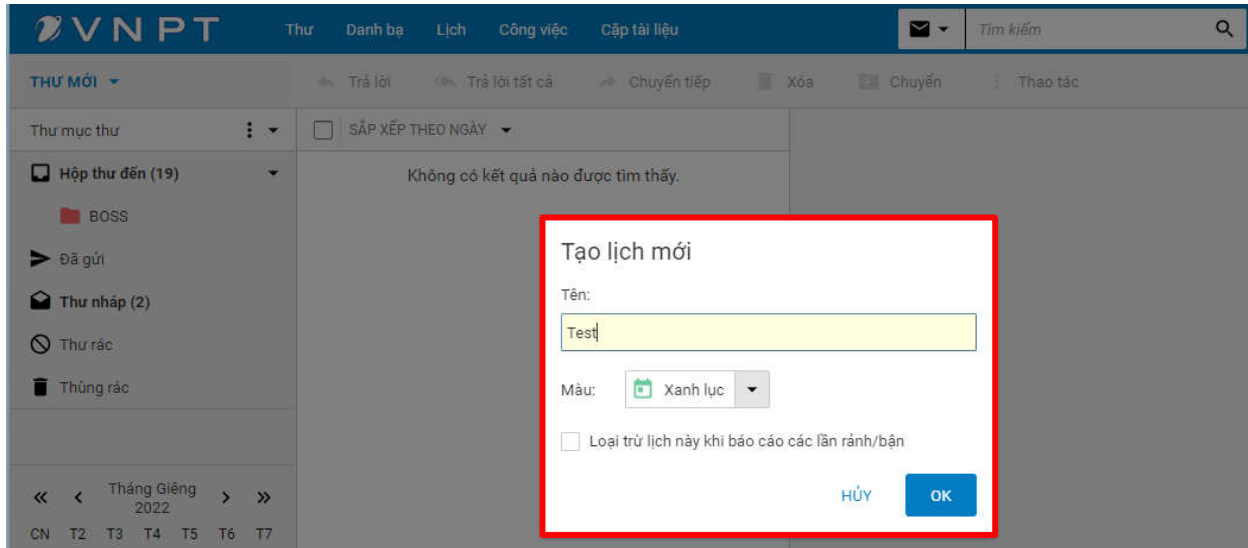 VNPT
Thư Danh bạ Lịch Công việc Cặp tài liệu Tìm kiếm
THƯ MỚI Trả lời Trả lời tất cả Chuyển tiếp Xóa Chuyển Thao tác
Thư mục thư SẮP XẾP THEO NGÀY
Hộp thư đến (19) Không có kết quả nào được tìm thấy.
BOSS
Đã gửi
Thư nháp (2)
Thư rác
Thùng rác
Tạo lịch mới
Tên:
Test
Màu: Xanh lục
Loại trừ lịch này khi báo cáo các lần rảnh/bận
HỦY OK
Tháng Giêng
2022
CN T2 T3 T4 T5 T6 T7